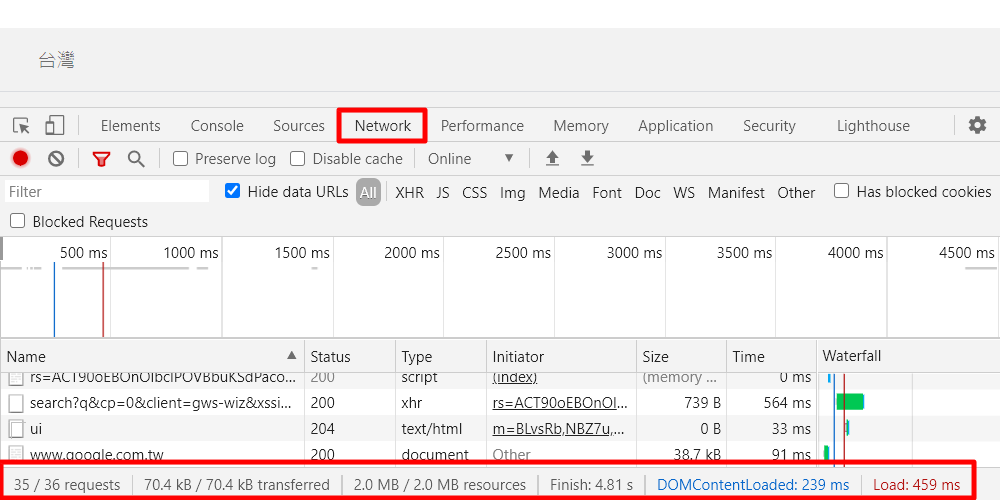 台灣
Elements Console Sources Network Performance Memory Application Security Lighthouse
Preserve log Disable cache Online
Filter Hide data URLs All XHR JS CSS Img Media Font Doc WS Manifest Other Has blocked cookies
Blocked Requests
500 ms 1000 ms 1500 ms 2000 ms 2500 ms 3000 ms 3500 ms 4000 ms 4500 ms
Name Status Type Initiator Size Time Waterfall
200 script (index) (memory ... 0 ms
search?q&cp=0&client=gws-wiz&xssi... 200 xhr rs=ACT90oEBOnOl... 739 B 564 ms
ui 204 text/html m=BLvsRb,NBZ7u,... 0 B 33 ms
www.google.com.tw 200 document Other 38.7 kB 91 ms
35 / 36 requests 70.4 kB / 70.4 kB transferred 2.0 MB / 2.0 MB resources Finish: 4.81 s DOMContentLoaded: 239 ms Load: 459 ms